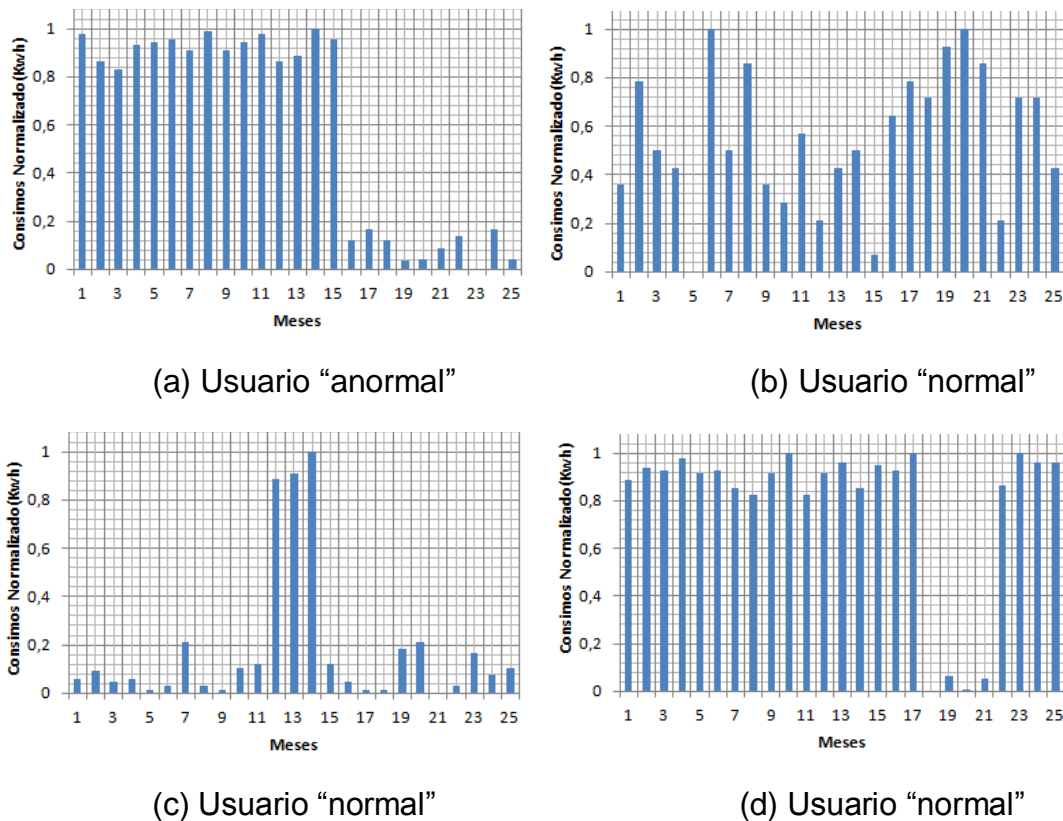 Consimos Normalizado(Kwh)
1
0,8
0,6
0,4
0,2
0
1 3 5 7 9 11 13 15 17 19 21 23 25
Meses
(a) Usuario “anormal”
Consimos Normalizado(Kwh)
1
0,8
0,6
0,4
0,2
0
1 3 5 7 9 11 13 15 17 19 21 23 25
Meses
(b) Usuario “normal”
Consimos Normalizado(Kwh)
1
0,8
0,6
0,4
0,2
0
1 3 5 7 9 11 13 15 17 19 21 23 25
Meses
(c) Usuario “normal”
Consimos Normalizado(Kwh)
1
0,8
0,6
0,4
0,2
0
1 3 5 7 9 11 13 15 17 19 21 23 25
Meses
(d) Usuario “normal”